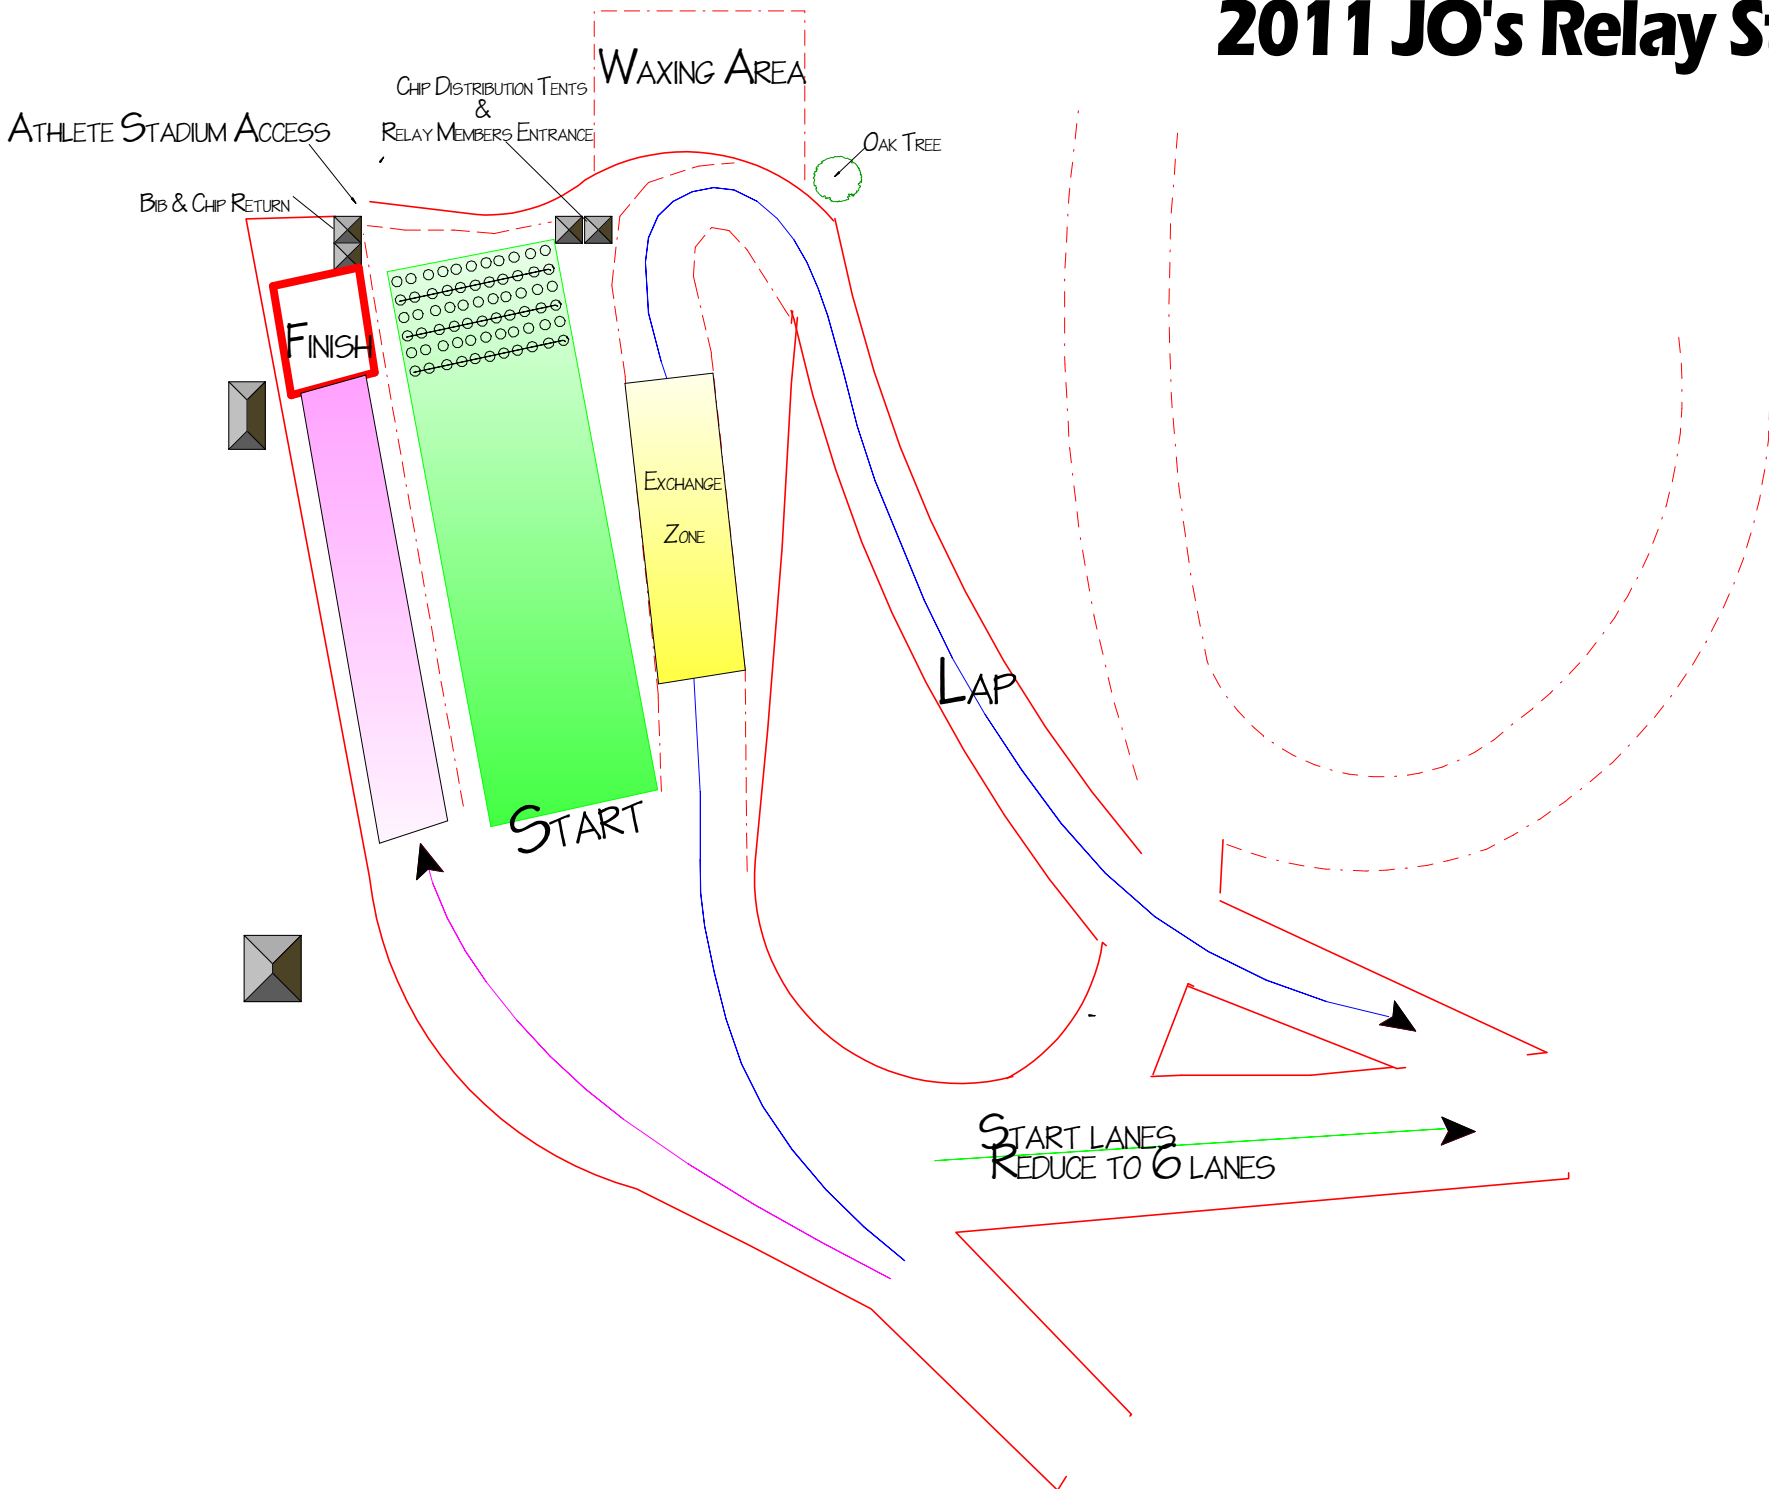 2011 JO's Relay
WAXING AREA
CHIP DISTRIBUTION TENTS
&
RELAY MEMBERS ENTRANCE
ATHLETE STADIUM ACCESS
OAK TREE
BIB & CHIP RETURN
FINISH
EXCHANGE
ZONE
LAP
START
START LANES
REDUCE TO 6 LANES